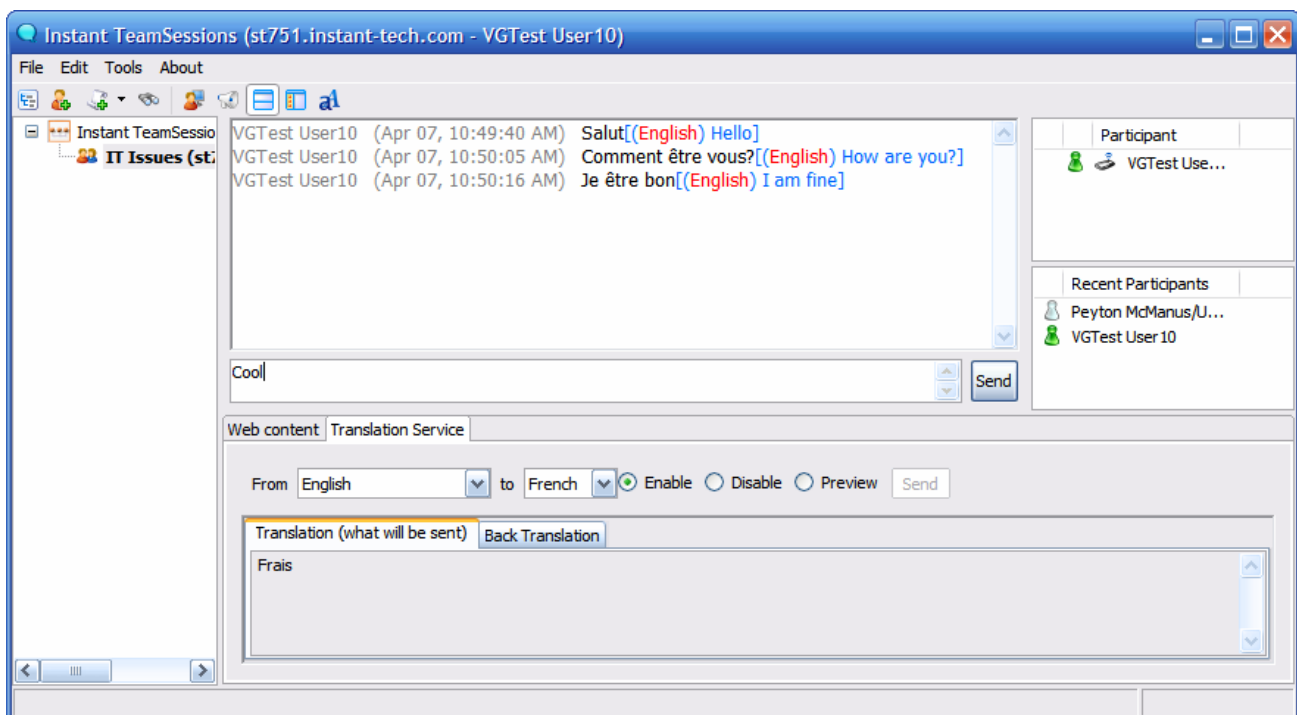 Instant TeamSessions (st751.instant-tech.com - VGTest User10)
File Edit Tools About
Instant TeamSessio
IT Issues (st7
VGTest User10 (Apr 07, 10:49:40 AM) Salut[(English) Hello]
VGTest User10 (Apr 07, 10:50:05 AM) Comment être vous?[(English) How are you?]
VGTest User10 (Apr 07, 10:50:16 AM) Je être bon[(English) I am fine]
Participant
VGTest Use...
Recent Participants
Peyton McManus/U...
VGTest User10
Cool
Send
Web content Translation Service
From English to French Enable Disable Preview Send
Translation (what will be sent) Back Translation
Frais